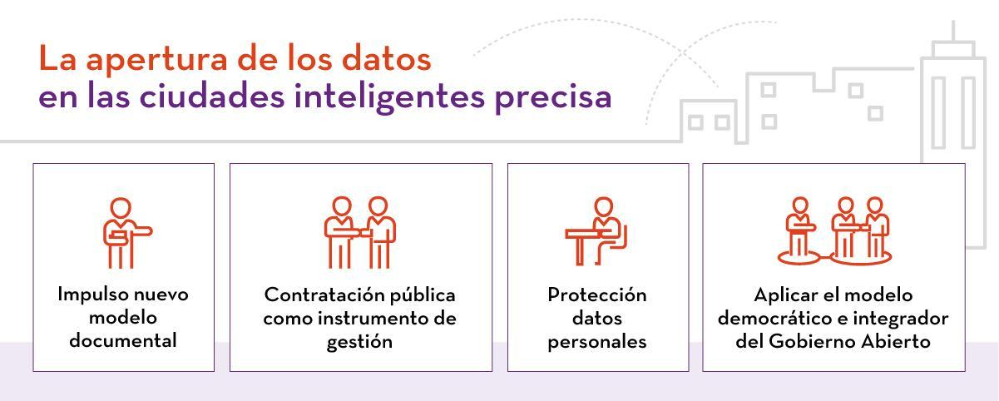 La apertura de los datos
en las ciudades inteligentes precisa
Impulso nuevo
modelo
documental
Contratación pública
como instrumento de
gestión
Protección
datos
personales
Aplicar el modelo
democrático e integrador
del Gobierno Abierto